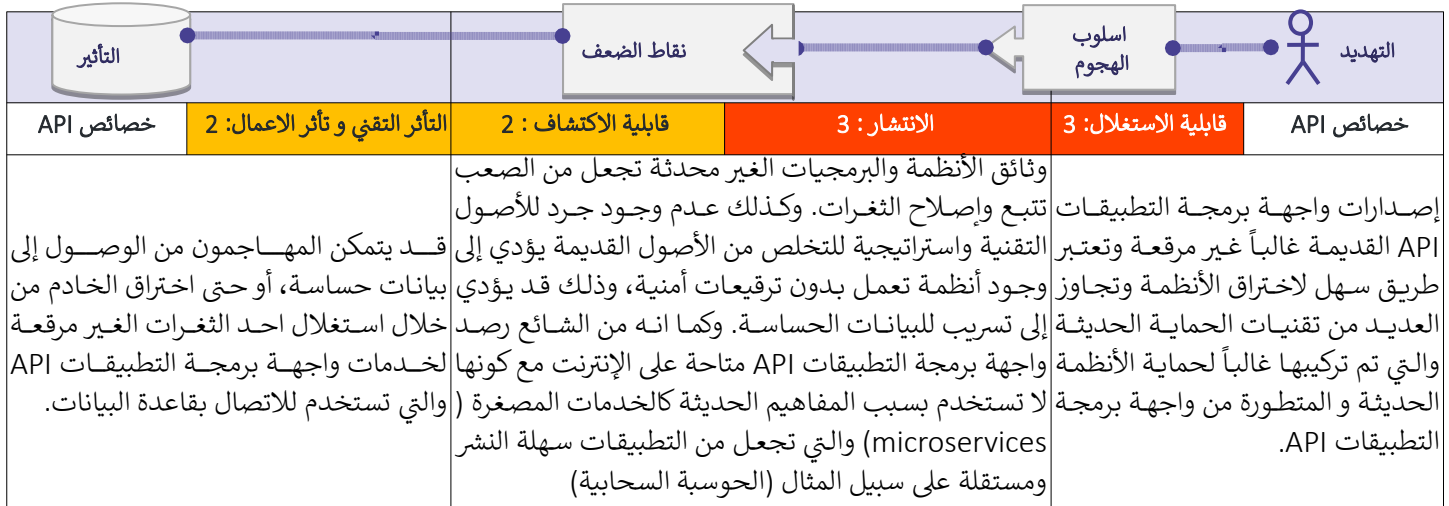 التهديد
اسلوب
الهجوم
نقاط الضعف
التأثير
خصائص API
قابلية الاستغلال: 3
الانتشار : 3
قابلية الاكتشاف : 2
التأثر التقني و تأثر الاعمال: 2
خصائص API
إصدارات واجهة برمجة التطبيقات
API القديمة غالباً غير مرقعة وتعتبر
طريق سهل لاختراق الأنظمة وتجاوز
العديد من تقنيات الحماية الحديثة
والتي تم تركيبها غالباً لحماية الأنظمة
الحديثة و المتطورة من واجهة برمجة
التطبيقات API.
وثائق الأنظمة والبرمجيات الغير محدثة تجعل من الصعب
تتبع وإصلاح الثغرات. وكذلك عدم وجود جرد للأصول
التقنية واستراتيجية للتخلص من الأصول القديمة يؤدي إلى
وجود أنظمة تعمل بدون ترقيعات أمنية، وذلك قد يؤدي
إلى تسريب للبيانات الحساسة. وكما انه من الشائع رصد
واجهة برمجة التطبيقات API متاحة على الإنترنت مع كونها
لا تستخدم بسبب المفاهيم الحديثة كالخدمات المصغرة (
microservices) والتي تجعل من التطبيقات سهلة النشر
ومستقلة على سبيل المثال (الحوسبة السحابية)
قد يتمكن المهاجمون من الوصول إلى
بيانات حساسة، أو حتى اختراق الخادم من
خلال استغلال احد الثغرات الغير مرقعة
لخدمات واجهة برمجة التطبيقات API
والتي تستخدم للاتصال بقاعدة البيانات.